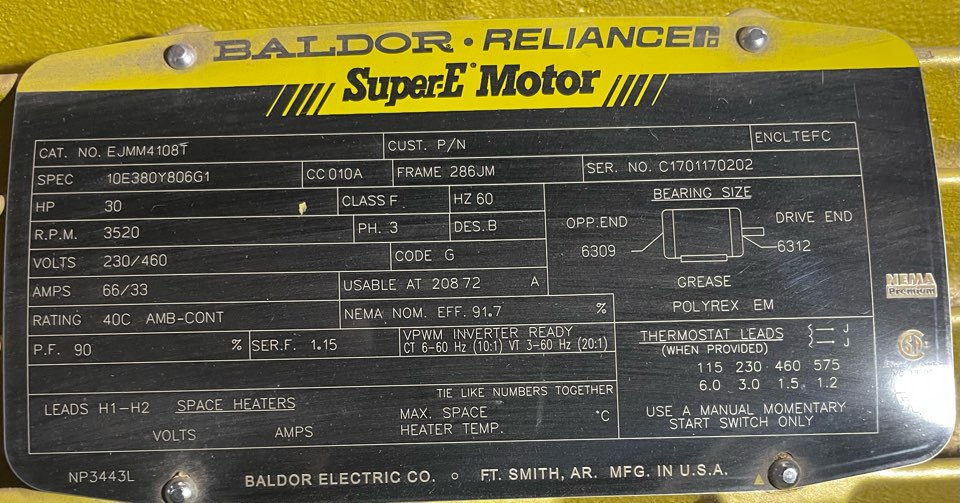 BALDOR · RELIANCE
Super-E® Motor
CAT. NO. EJMM4108T CUST. P/N ENCL TEFC
SPEC 10E380Y806G1 CC 010A FRAME 286JM SER. NO. C1701170202
HP 30 CLASS F HZ 60
R.P.M. 3520 PH. 3 DES. B
VOLTS 230/460 CODE G
AMPS 66/33 USABLE AT 208 72 A
RATING 40C AMB-CONT NEMA NOM. EFF. 91.7 %
P.F. 90 % SER.F. 1.15 VPWM INVERTER READY
CT 6-60 Hz (10:1) VT 3-60 Hz (20:1)
BEARING SIZE
OPP.END DRIVE END
6309 6312
GREASE
POLYREX EM
THERMOSTAT LEADS J
(WHEN PROVIDED) J
115 230 460 575
6.0 3.0 1.5 1.2
USE A MANUAL MOMENTARY
START SWITCH ONLY
TIE LIKE NUMBERS TOGETHER
LEADS H1-H2 SPACE HEATERS MAX. SPACE °C
VOLTS AMPS HEATER TEMP.
NEMA
Premium
NP3443L BALDOR ELECTRIC CO. o FT. SMITH, AR. MFG. IN U.S.A.